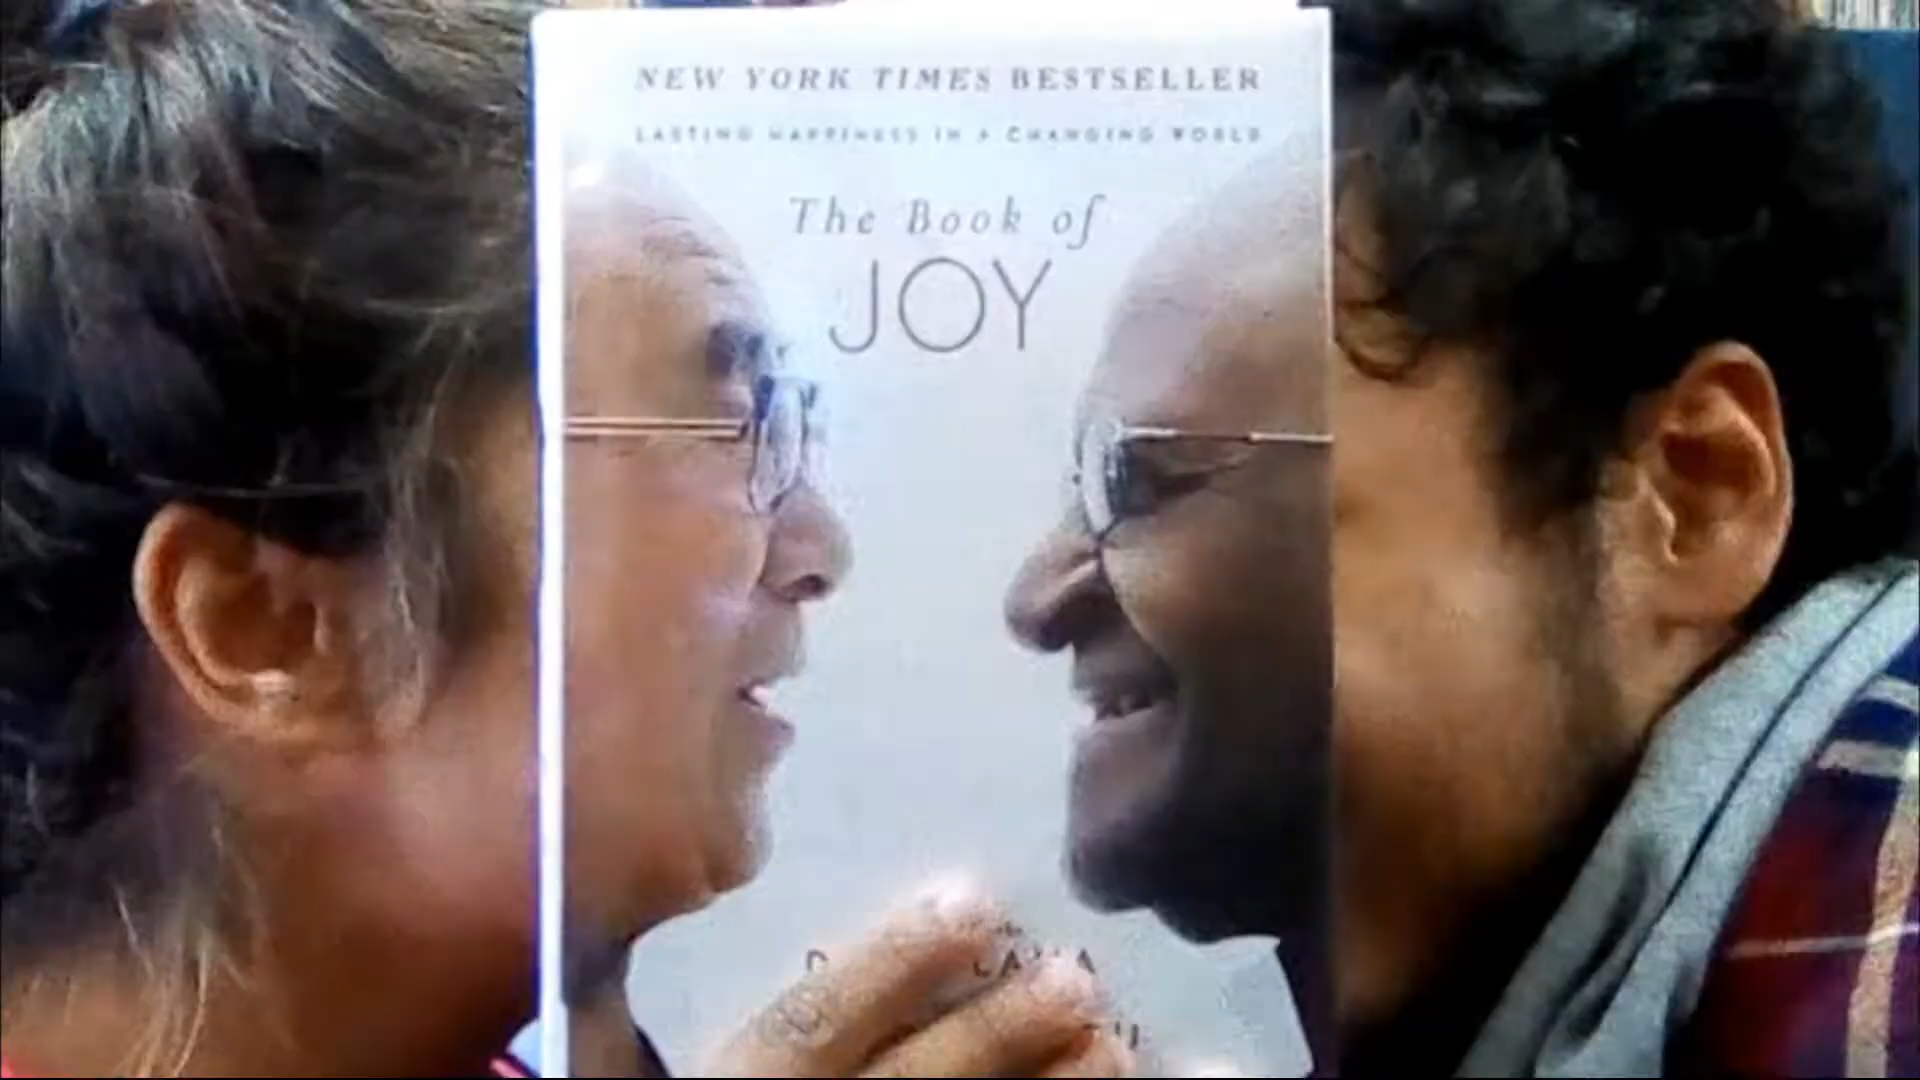 NEW YORK TIMES BESTSELLER
LASTING HAPPINESS IN A CHANGING WORLD
The Book of
JOY